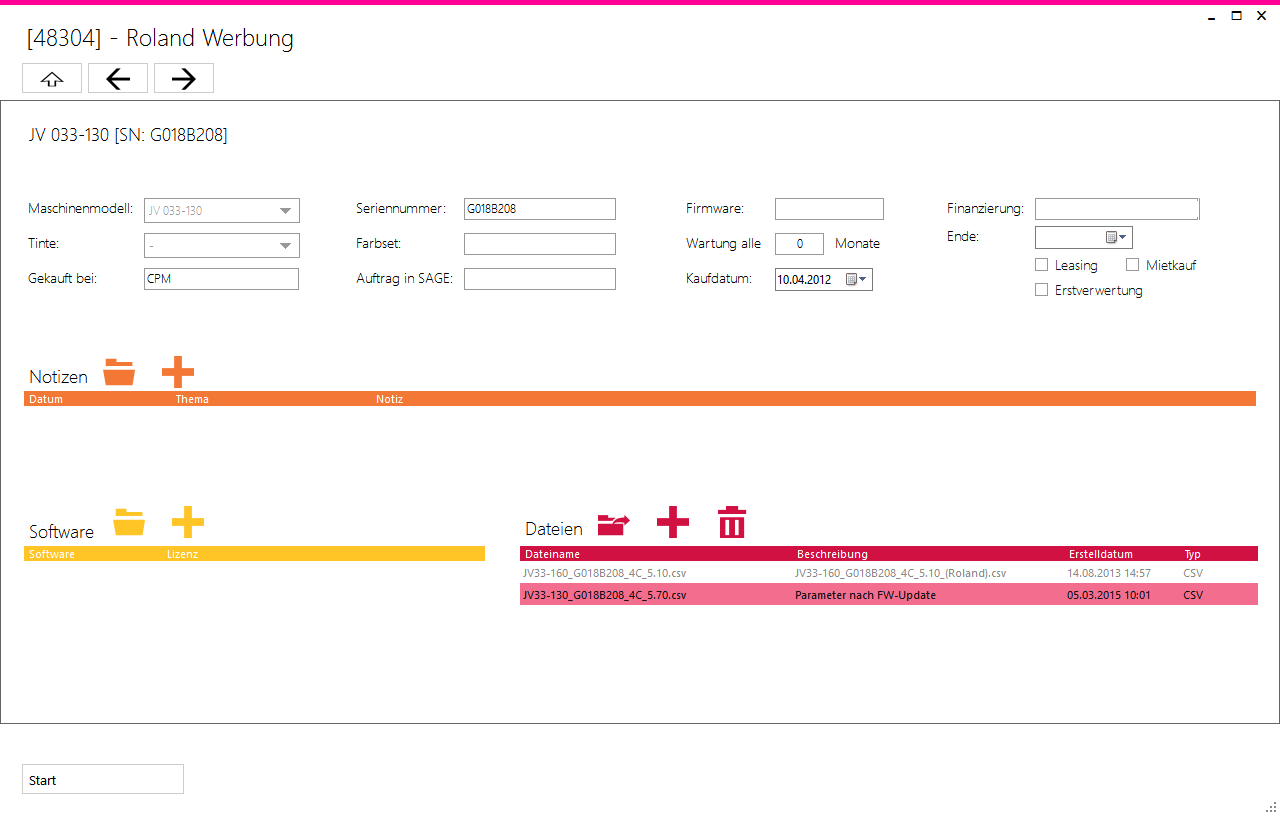 [48304] - Roland Werbung
JV 033-130 [SN: G018B208]
Maschinenmodell: JV 033-130 Seriennummer: G018B208 Firmware: Finanzierung:
Tinte: - Farbset: Wartung alle 0 Monate Ende:
Gekauft bei: CPM Auftrag in SAGE: Kaufdatum: 10.04.2012 Leasing Mietkauf
Erstverwertung
Notizen
Datum Thema Notiz
Software
Software Lizenz
Dateien
Dateiname Beschreibung Erstelldatum Typ
JV33-160_G018B208_4C_5.10.csv JV33-160_G018B208_4C_5.10_(Roland).csv 14.08.2013 14:57 CSV
JV33-130_G018B208_4C_5.70.csv Parameter nach FW-Update 05.03.2015 10:01 CSV
Start